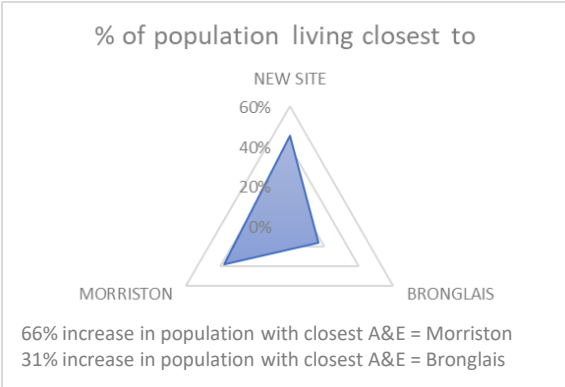 % of population living closest to
NEW SITE
60%
40%
20%
0%
MORRISTON
BRONGLAIS
66% increase in population with closest A&E = Morriston
31% increase in population with closest A&E = Bronglais